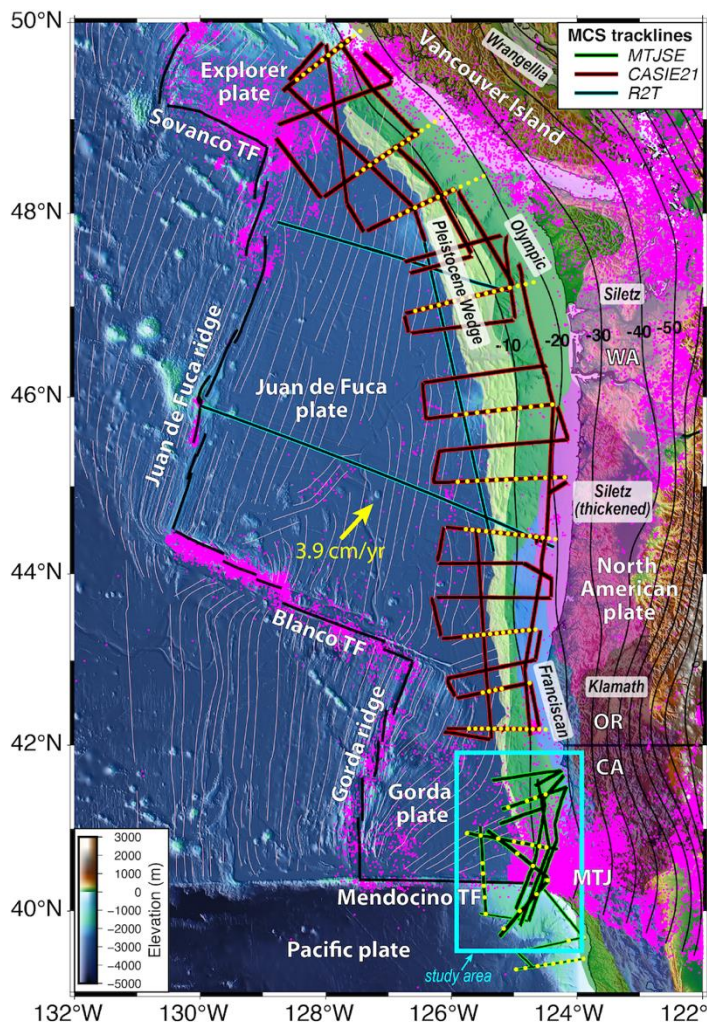 50°N
48°N
46°N
44°N
42°N
40°N
132°W
130°W
128°W
126°W
124°W
122°W
MCS tracklines
MTJSE
CASIE21
R2T
Explorer
plate
Sovanco TF
Vancouver Island
Wrangellia
Olympic
Pleistocene Wedge
Siletz
-10
-20
-30
-40
-50
WA
Juan de Fuca ridge
Juan de Fuca
plate
3.9 cm/yr
Siletz
(thickened)
North
American
plate
Blanco TF
Franciscan
Klamath
OR
CA
Gorda ridge
Gorda
plate
MTJ
Mendocino TF
Pacific plate
study area
3000
2000
1000
0
−1000
−2000
−3000
−4000
−5000
Elevation (m)